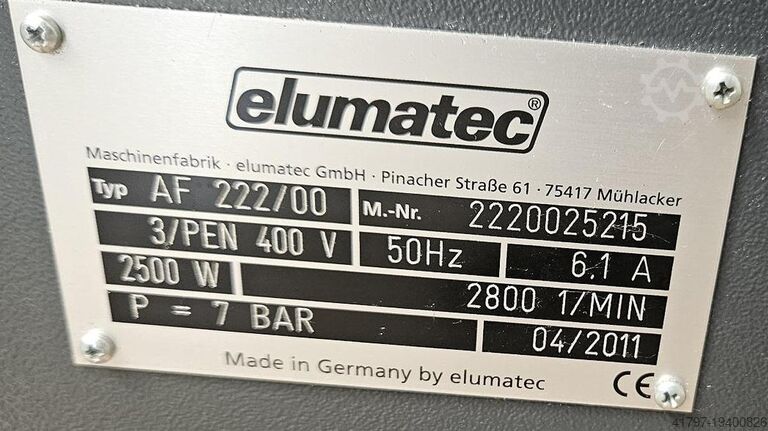 elumatec®
Maschinenfabrik · elumatec GmbH · Pinacher Straße 61 · 75417 Mühlacker
Typ AF 222/00 M.-Nr. 2220025215
3/PEN 400 V 50Hz 6,1 A
2500 W 2800 1/MIN
P = 7 BAR 04/2011
Made in Germany by elumatec CE
41797-19400826